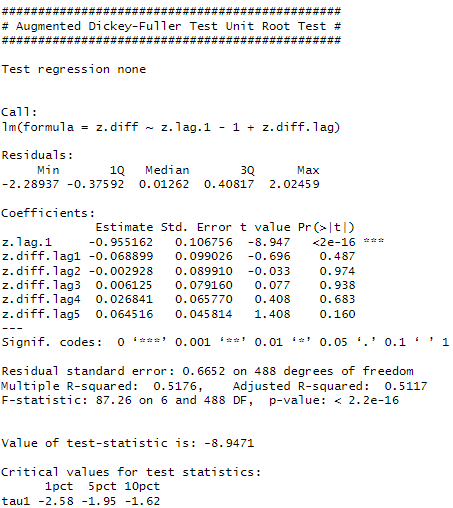 ###############################################
# Augmented Dickey-Fuller Test Unit Root Test #
###############################################

Test regression none


Call:
lm(formula = z.diff ~ z.lag.1 - 1 + z.diff.lag)

Residuals:
     Min       1Q   Median       3Q      Max
-2.28937 -0.37592  0.01262  0.40817  2.02459

Coefficients:
             Estimate Std. Error t value Pr(>|t|)
z.lag.1     -0.955162   0.106756  -8.947   <2e-16 ***
z.diff.lag1 -0.068899   0.099026  -0.696    0.487
z.diff.lag2 -0.002928   0.089910  -0.033    0.974
z.diff.lag3  0.006125   0.079160   0.077    0.938
z.diff.lag4  0.026841   0.065770   0.408    0.683
z.diff.lag5  0.064516   0.045814   1.408    0.160
---
Signif. codes:  0 ‘***’ 0.001 ‘**’ 0.01 ‘*’ 0.05 ‘.’ 0.1 ‘ ’ 1

Residual standard error: 0.6652 on 488 degrees of freedom
Multiple R-squared:  0.5176,    Adjusted R-squared:  0.5117
F-statistic: 87.26 on 6 and 488 DF,  p-value: < 2.2e-16


Value of test-statistic is: -8.9471

Critical values for test statistics:
      1pct  5pct 10pct
tau1 -2.58 -1.95 -1.62